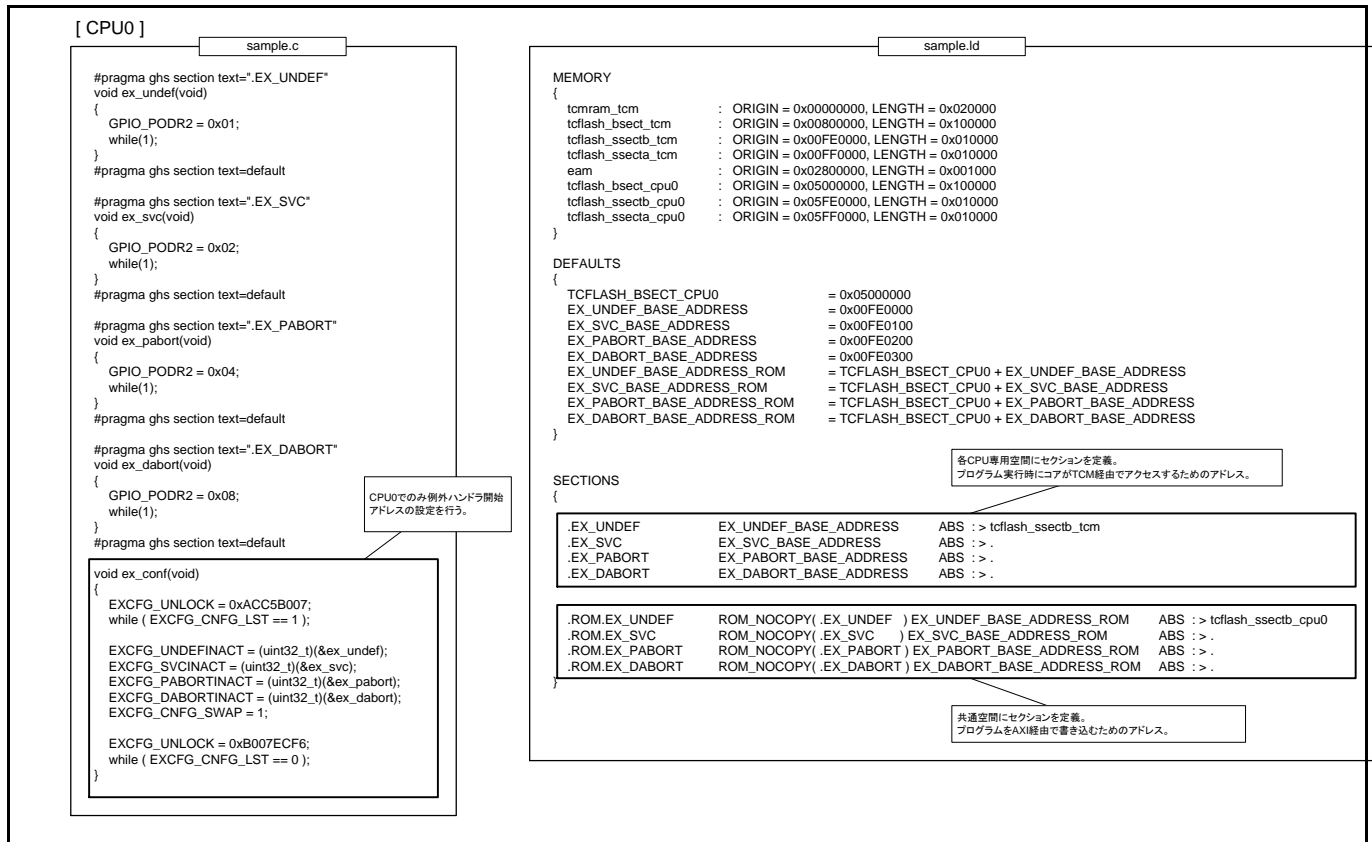 [ CPU0 ]
sample.c
#pragma ghs section text=".EX_UNDEF"
void ex_undef(void)
{
GPIO_PODR2 = 0x01;
while(1);
}
#pragma ghs section text=default
#pragma ghs section text=".EX_SVC"
void ex_svc(void)
{
GPIO_PODR2 = 0x02;
while(1);
}
#pragma ghs section text=default
#pragma ghs section text=".EX_PABORT"
void ex_pabort(void)
{
GPIO_PODR2 = 0x04;
while(1);
}
#pragma ghs section text=default
#pragma ghs section text=".EX_DABORT"
void ex_dabort(void)
{
GPIO_PODR2 = 0x08;
while(1);
}
#pragma ghs section text=default
CPU0でのみ例外ハンドラ開始
アドレスの設定を行う。
void ex_conf(void)
{
EXCFG_UNLOCK = 0xACC5B007;
while ( EXCFG_CNFG_LST == 1 );
EXCFG_UNDEFINACT = (uint32_t)(&ex_undef);
EXCFG_SVCINACT = (uint32_t)(&ex_svc);
EXCFG_PABORTINACT = (uint32_t)(&ex_pabort);
EXCFG_DABORTINACT = (uint32_t)(&ex_dabort);
EXCFG_CNFG_SWAP = 1;
EXCFG_UNLOCK = 0xB007ECF6;
while ( EXCFG_CNFG_LST == 0 );
}
sample.ld
MEMORY
{
tcmram_tcm : ORIGIN = 0x00000000, LENGTH = 0x020000
tcflash_bsect_tcm : ORIGIN = 0x00800000, LENGTH = 0x100000
tcflash_ssectb_tcm : ORIGIN = 0x00FE0000, LENGTH = 0x010000
tcflash_ssecta_tcm : ORIGIN = 0x00FF0000, LENGTH = 0x010000
eam : ORIGIN = 0x02800000, LENGTH = 0x001000
tcflash_bsect_cpu0 : ORIGIN = 0x05000000, LENGTH = 0x100000
tcflash_ssectb_cpu0 : ORIGIN = 0x05FE0000, LENGTH = 0x010000
tcflash_ssecta_cpu0 : ORIGIN = 0x05FF0000, LENGTH = 0x010000
}
DEFAULTS
{
TCFLASH_BSECT_CPU0 = 0x05000000
EX_UNDEF_BASE_ADDRESS = 0x00FE0000
EX_SVC_BASE_ADDRESS = 0x00FE0100
EX_PABORT_BASE_ADDRESS = 0x00FE0200
EX_DABORT_BASE_ADDRESS = 0x00FE0300
EX_UNDEF_BASE_ADDRESS_ROM = TCFLASH_BSECT_CPU0 + EX_UNDEF_BASE_ADDRESS
EX_SVC_BASE_ADDRESS_ROM = TCFLASH_BSECT_CPU0 + EX_SVC_BASE_ADDRESS
EX_PABORT_BASE_ADDRESS_ROM = TCFLASH_BSECT_CPU0 + EX_PABORT_BASE_ADDRESS
EX_DABORT_BASE_ADDRESS_ROM = TCFLASH_BSECT_CPU0 + EX_DABORT_BASE_ADDRESS
}
各CPU専用空間にセクションを定義。
プログラム実行時にコアがTCM経由でアクセスするためのアドレス。
SECTIONS
{
.EX_UNDEF EX_UNDEF_BASE_ADDRESS ABS : > tcflash_ssectb_tcm
.EX_SVC EX_SVC_BASE_ADDRESS ABS : > .
.EX_PABORT EX_PABORT_BASE_ADDRESS ABS : > .
.EX_DABORT EX_DABORT_BASE_ADDRESS ABS : > .
.ROM.EX_UNDEF ROM_NOCOPY( .EX_UNDEF ) EX_UNDEF_BASE_ADDRESS_ROM ABS : > tcflash_ssectb_cpu0
.ROM.EX_SVC ROM_NOCOPY( .EX_SVC ) EX_SVC_BASE_ADDRESS_ROM ABS : > .
.ROM.EX_PABORT ROM_NOCOPY( .EX_PABORT ) EX_PABORT_BASE_ADDRESS_ROM ABS : > .
.ROM.EX_DABORT ROM_NOCOPY( .EX_DABORT ) EX_DABORT_BASE_ADDRESS_ROM ABS : > .
}
共通空間にセクションを定義。
プログラムをAXI経由で書き込むためのアドレス。